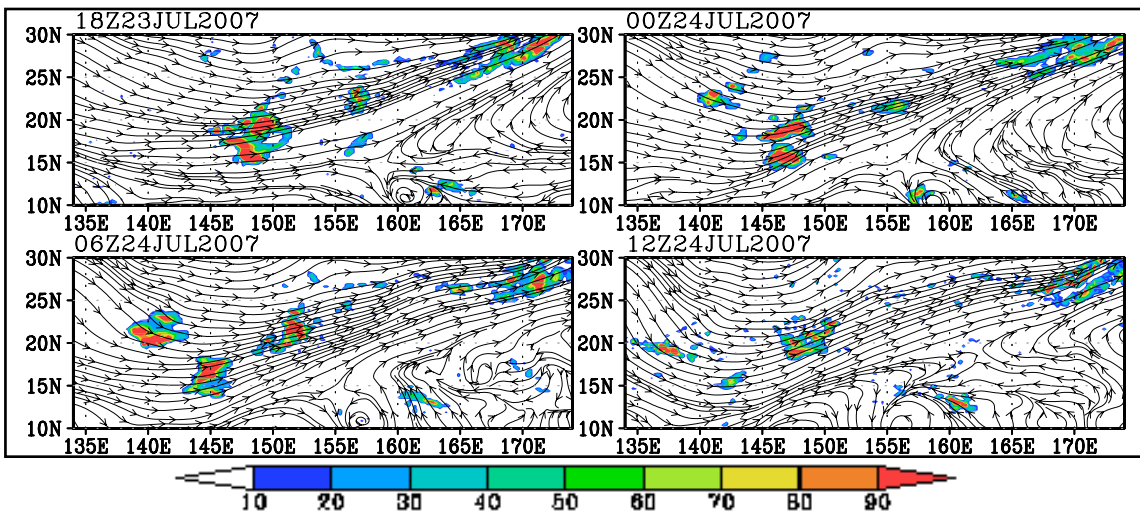 18Z23JUL2007 00Z24JUL2007
30N 30N
25N 25N
20N 20N
15N 15N
10N 10N
135E 140E 145E 150E 155E 160E 165E 170E 135E 140E 145E 150E 155E 160E 165E 170E
06Z24JUL2007 12Z24JUL2007
30N 30N
25N 25N
20N 20N
15N 15N
10N 10N
135E 140E 145E 150E 155E 160E 165E 170E 135E 140E 145E 150E 155E 160E 165E 170E
10 20 30 40 50 60 70 80 90